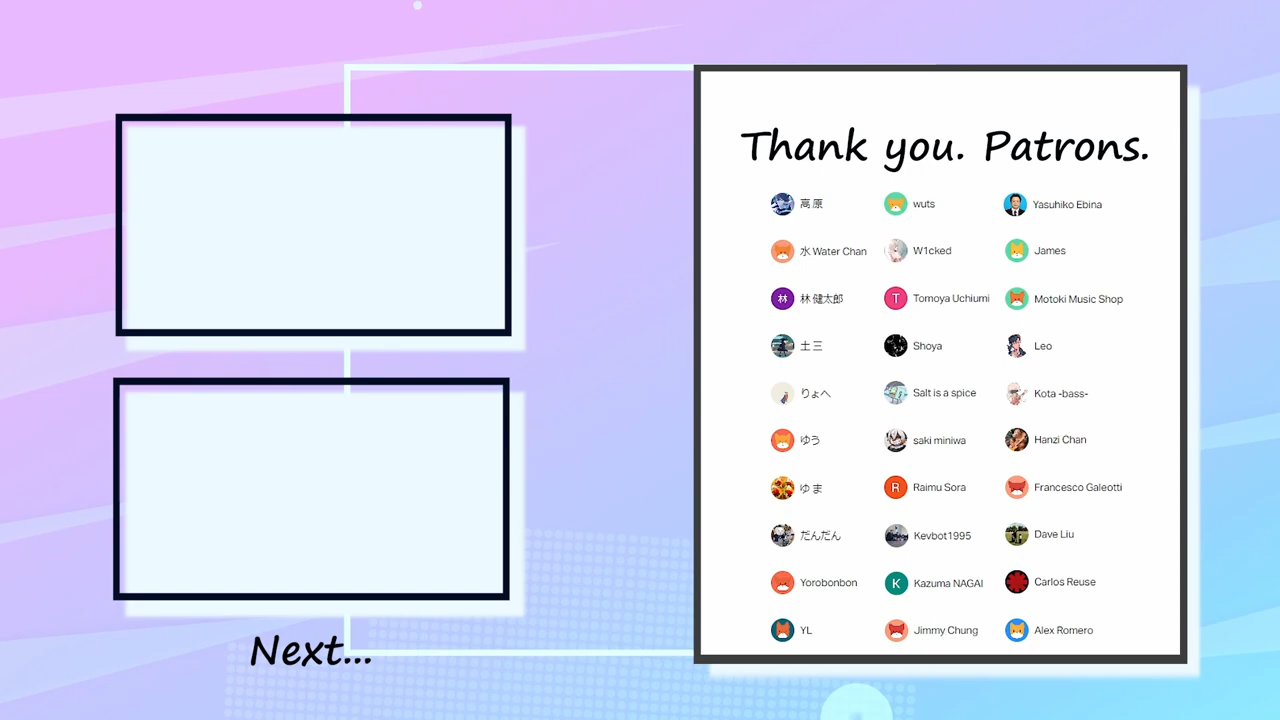 Thank you. Patrons.
高原 wuts Yasuhiko Ebina
水 Water Chan W1cked James
林 林 健太郎 T Tomoya Uchiumi Motoki Music Shop
土 三 Shoya Leo
りょへ Salt is a spice Kota -bass-
ゆう saki miniwa Hanzi Chan
ゆ ま R Raimu Sora Francesco Galeotti
だんだん Kevbot1995 Dave Liu
Yorobonbon K Kazuma NAGAI Carlos Reuse
YL Jimmy Chung Alex Romero
Next...